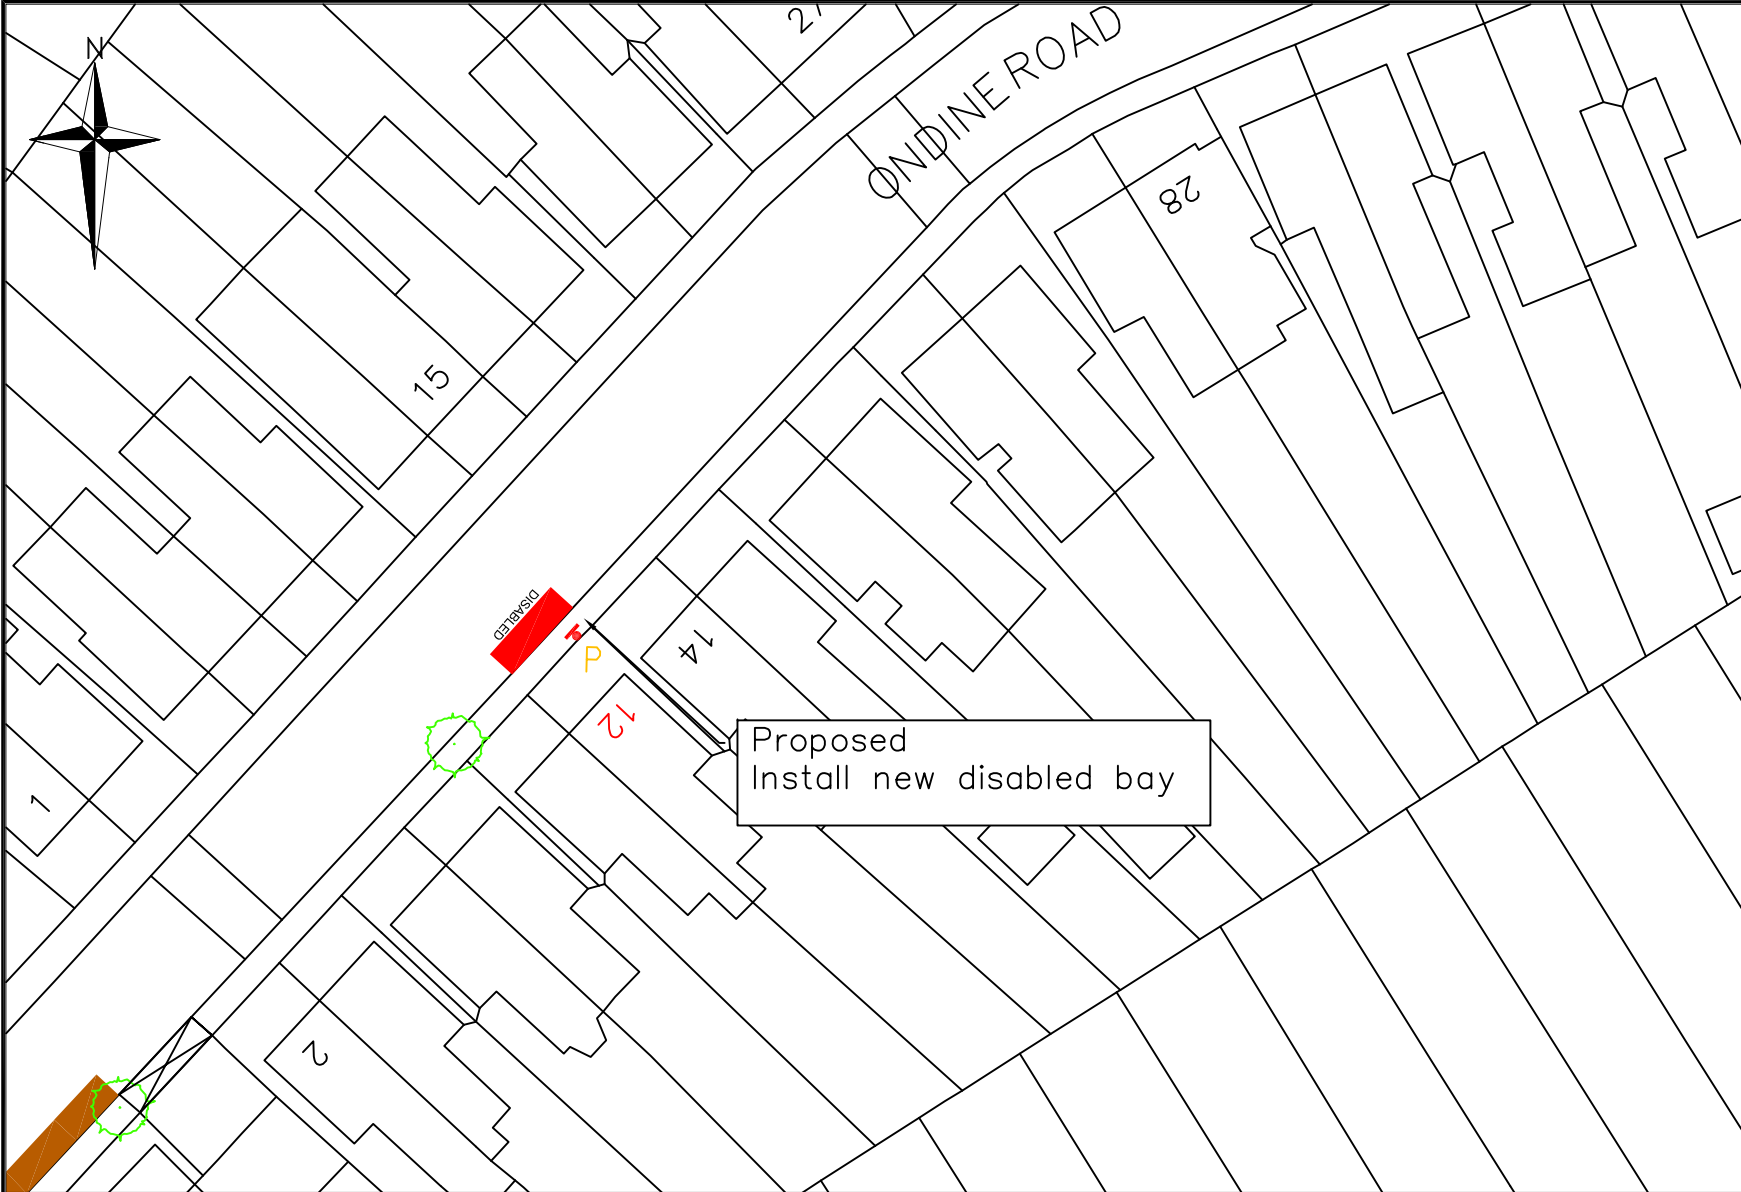 N
27
ONDINE ROAD
28
15
DISABLED
P
14
12
Proposed
Install new disabled bay
1
2